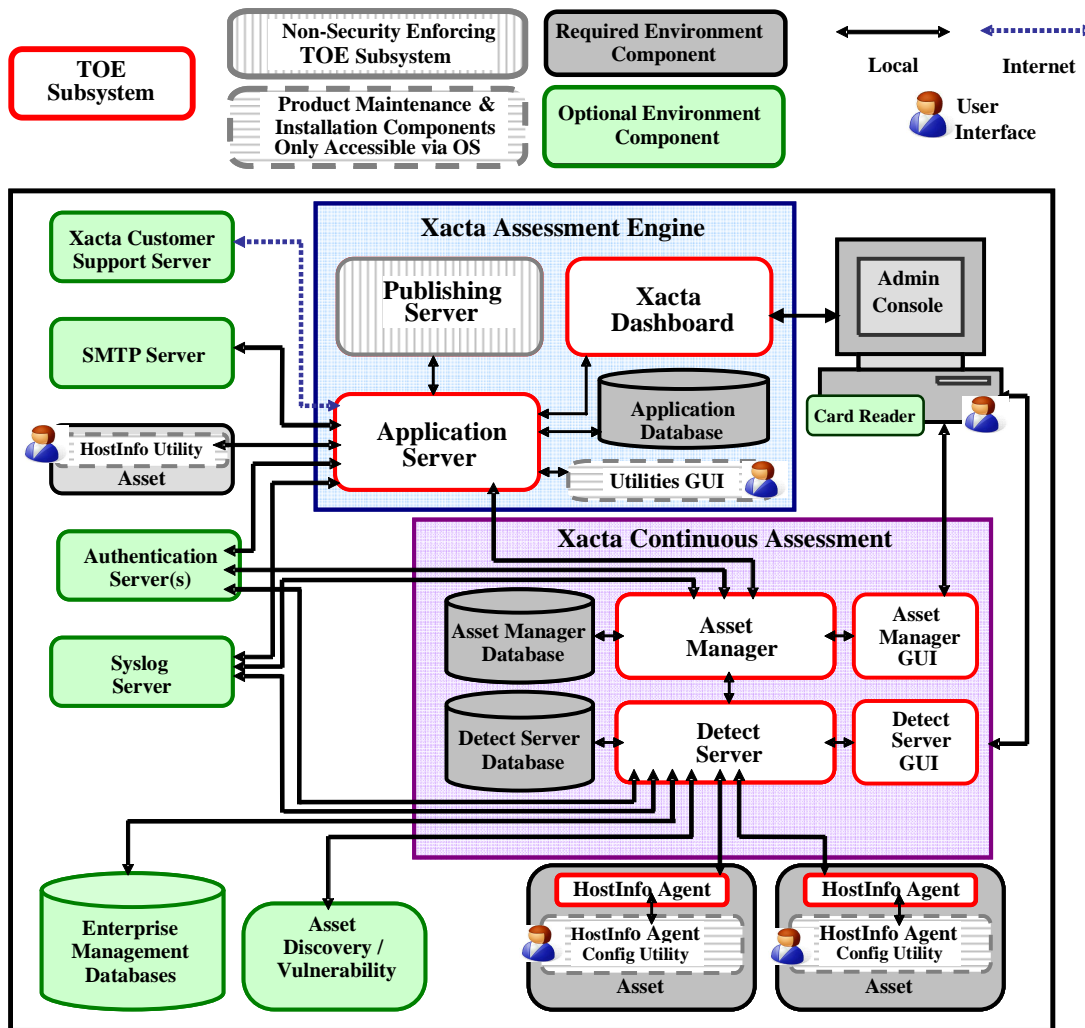 TOE
Subsystem
Non-Security Enforcing
TOE Subsystem
Product Maintenance &
Installation Components
Only Accessible via OS
Required Environment
Component
Optional Environment
Component
Local
Internet
User
Interface
Xacta Customer
Support Server
SMTP Server
HostInfo Utility
Asset
Authentication
Server(s)
Syslog
Server
Xacta Assessment Engine
Publishing
Server
Xacta
Dashboard
Application
Server
Application
Database
Utilities GUI
Admin
Console
Card Reader
Xacta Continuous Assessment
Asset Manager
Database
Asset
Manager
Asset
Manager
GUI
Detect Server
Database
Detect
Server
Detect
Server
GUI
Enterprise
Management
Databases
Asset
Discovery /
Vulnerability
HostInfo Agent
HostInfo Agent
Config Utility
Asset
HostInfo Agent
HostInfo Agent
Config Utility
Asset